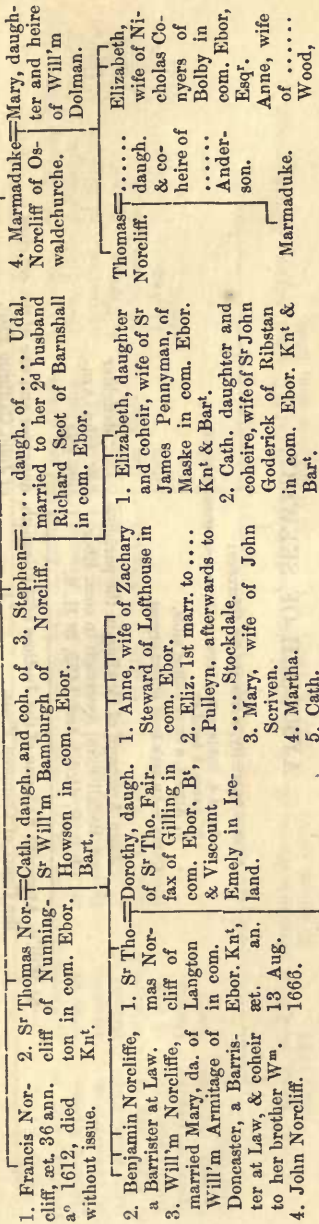 1. Francis Nor-
cliff, æt. 36 ann.
aº 1612, died
without issue.
2. Sr Thomas Nor-
cliff of Nunning-
ton in com. Ebor.
Knt.
Cath. daugh. and coh. of
Sr Will'm Bamburgh of
Howson in com. Ebor.
Bart.
3. Stephen
Norcliff.
.... daugh. of .... Udal,
married to her 2d husband
Richard Scot of Barnshall
in com. Ebor.
4. Marmaduke
Norcliff of Os-
waldchurche.
Mary, daugh-
ter and heire
of Will'm
Dolman.
2. Benjamin Norcliffe,
a Barrister at Law.
3. Will'm Norcliffe,
married Mary, da. of
Will'm Armitage of
Doncaster, a Barris-
ter at Law, & coheir
to her brother Wm.
4. John Norcliff.
1. Sr Tho-
mas Nor-
cliff of
Langton
in com.
Ebor. Knt,
æt. an.
13 Aug.
1666.
Dorothy, daugh.
of Sr Tho. Fair-
fax of Gilling in
com. Ebor. Bt,
& Viscount
Emely in Ire-
land.
1. Anne, wife of Zachary
Steward of Lofthouse in
com. Ebor.
2. Eliz. 1st marr. to ....
Pulleyn, afterwards to
.... Stockdale.
3. Mary, wife of John
Scriven.
4. Martha.
5. Cath.
1. Elizabeth, daughter
and coheir, wife of Sr
James Pennyman, of
Maske in com. Ebor.
Knt & Bart.
2. Cath. daughter and
coheire, wife of Sr John
Goderick of Ribstan
in com. Ebor. Knt &
Bart.
Thomas
Norcliff.
......
daugh.
& co-
heire of
......
Ander-
son.
Elizabeth,
wife of Ni-
cholas Co-
nyers of
Bolby in
com. Ebor,
Esqr.
Anne, wife
of ......
Wood,
Marmaduke.